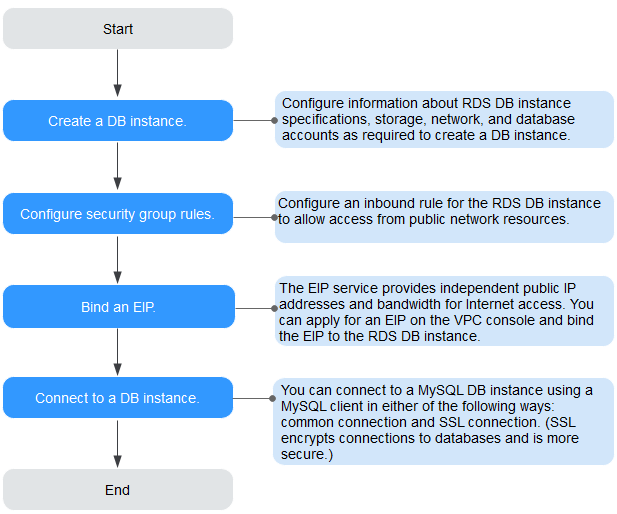 Start
Create a DB instance.
Configure information about RDS DB instance
specifications, storage, network, and database
accounts as required to create a DB instance.
Configure security group rules.
Configure an inbound rule for the RDS DB instance
to allow access from public network resources.
Bind an EIP.
The EIP service provides independent public IP
addresses and bandwidth for Internet access. You
can apply for an EIP on the VPC console and bind
the EIP to the RDS DB instance.
Connect to a DB instance.
You can connect to a MySQL DB instance using a
MySQL client in either of the following ways:
common connection and SSL connection. (SSL
encrypts connections to databases and is more
secure.)
End